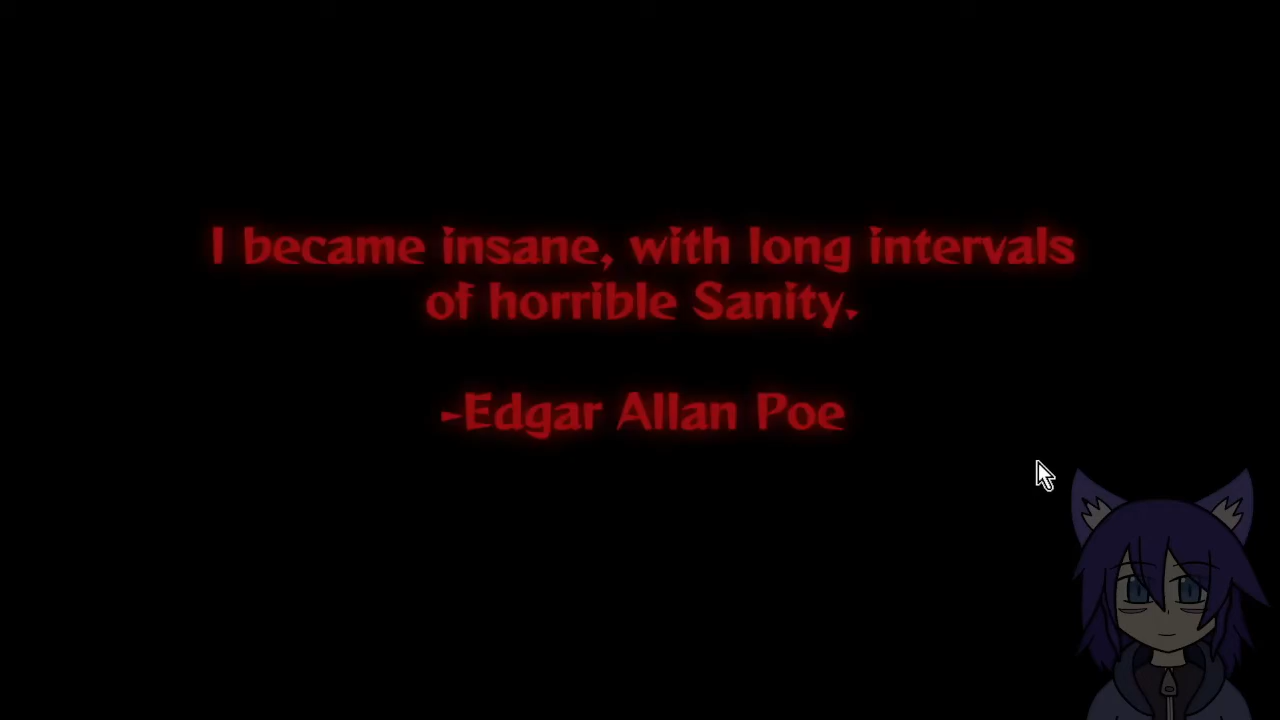 I became insane, with long intervals
of horrible Sanity.
-Edgar Allan Poe